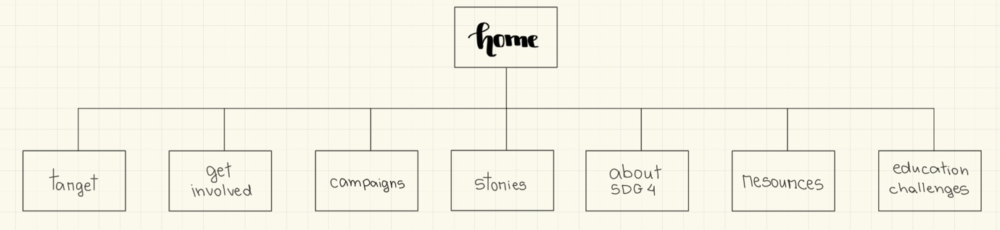 home
target
get
involved
campaigns
stories
about
SDG 4
resources
education
challenges